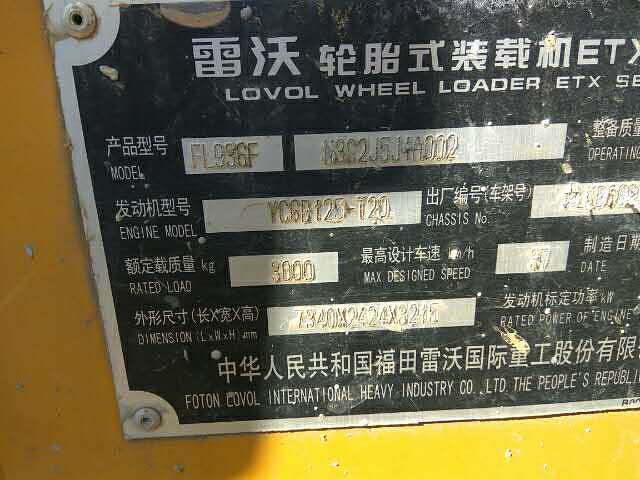 雷沃 轮胎式装载机ETX
LOVOL WHEEL LOADER ETX SE
产品型号 FL936F 整备质量
MODEL OPERATING
发动机型号 YC6B125-T20 出厂编号(车架号)
ENGINE MODEL CHASSIS No.
额定载质量 kg 3000 最高设计车速 km/h 37 制造日期
RATED LOAD MAX DESIGNED SPEED DATE
外形尺寸(长X宽X高) 发动机标定功率 kW
DIMENSION (LxWxH) mm RATED POWER OF ENGINE
中华人民共和国福田雷沃国际重工股份有限
FOTON LOVOL INTERNATIONAL HEAVY INDUSTRY CO.,LTD THE PEOPLE'S REPUBLIC